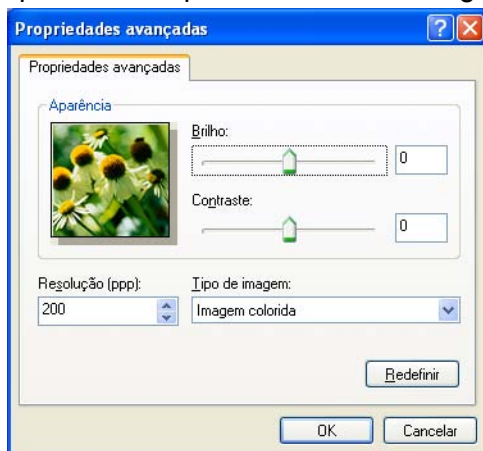 Propriedades avançadas
Propriedades avançadas
Aparência
Brilho:
0
Contraste:
0
Resolução (ppp):
Tipo de imagem:
200
Imagem colorida
Redefinir
OK
Cancelar